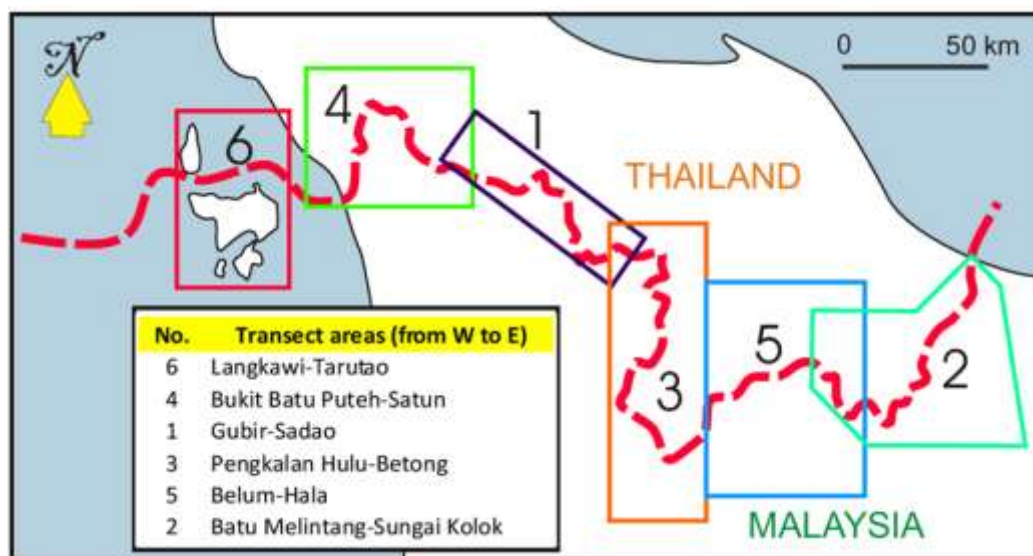 N
0 50 km
6
4
1
THAILAND
3
5
2
MALAYSIA
No. Transect areas (from W to E)
6 Langkawi-Tarutao
4 Bukit Batu Puteh-Satun
1 Gubir-Sadao
3 Pengkalan Hulu-Betong
5 Belum-Hala
2 Batu Melintang-Sungai Kolok